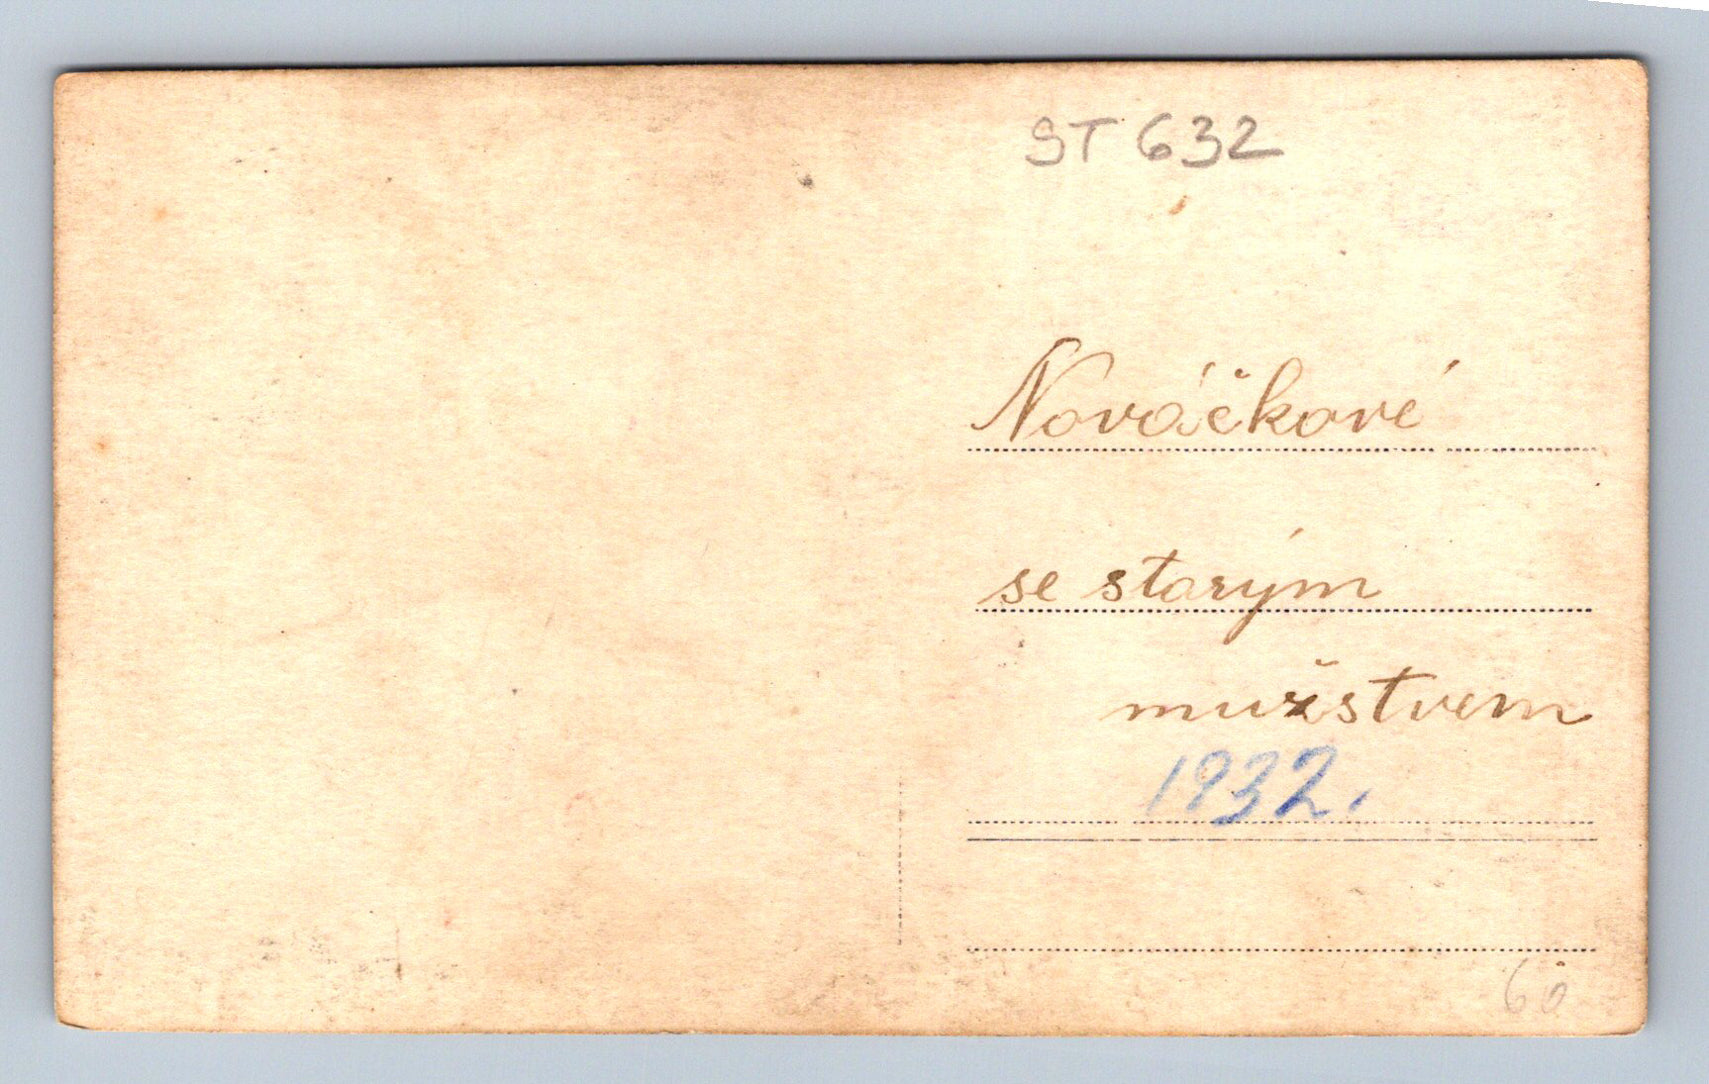 ST 632
Nováčkové
se starým
mužstvem
1932.
60